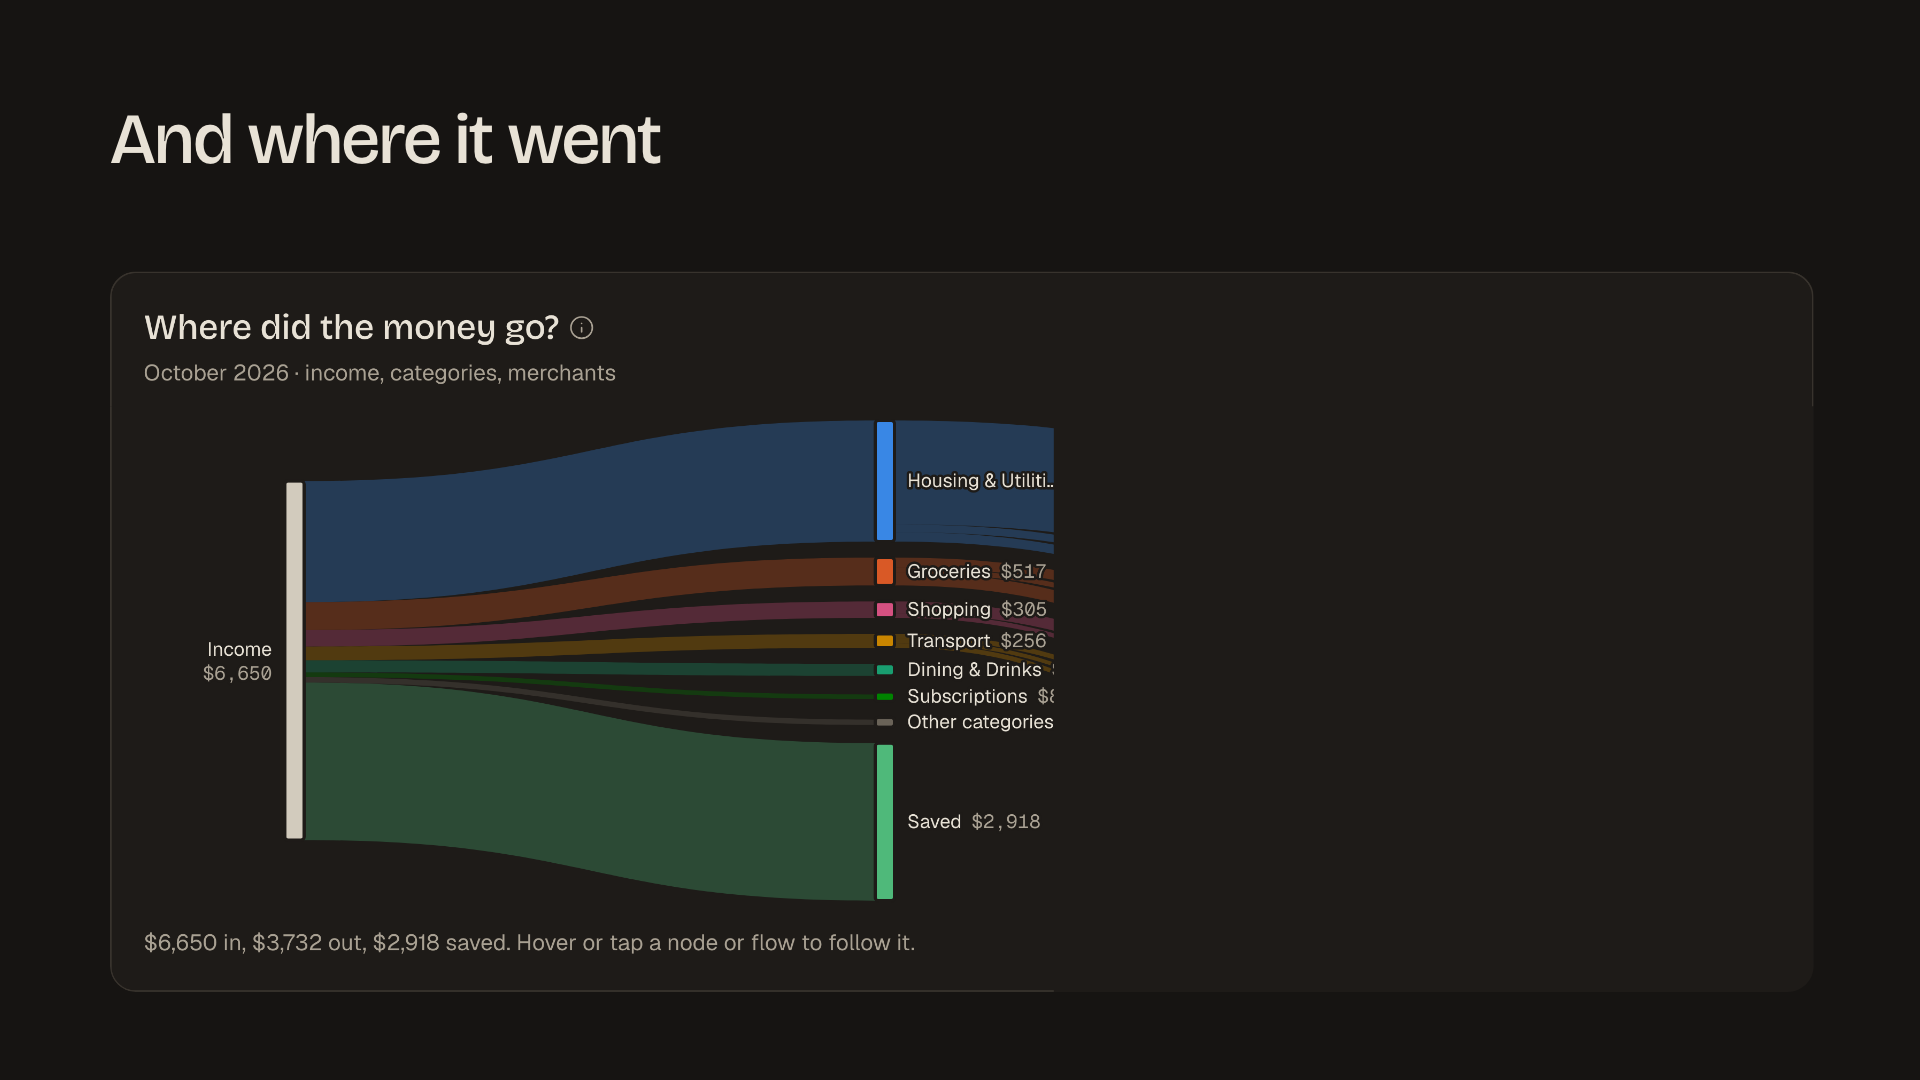 And where it went
Where did the money go?
October 2026 · income, categories, merchants
Housing & Utiliti…
Groceries $517
Shopping $305
Transport $256
Income
$6,650
Dining & Drinks
Subscriptions
Other categories
Saved $2,918
$6,650 in, $3,732 out, $2,918 saved. Hover or tap a node or flow to follow it.